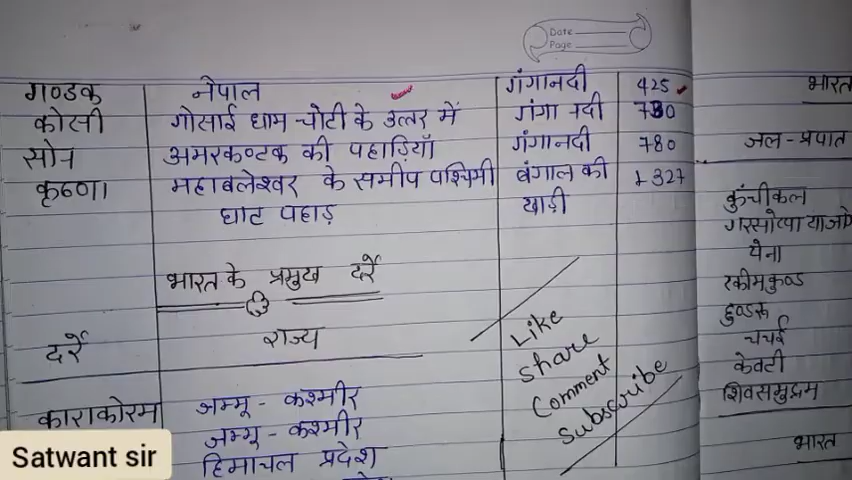 Date
Page
गण्डक नेपाल गंगानदी 425
कोसी गोसाई धाम चोटी के उत्तर में गंगा नदी 730
सोन अमरकण्टक की पहाड़ियाँ गंगानदी 780
कृष्णा महाबलेश्वर के समीप पश्चिमी बंगाल की 1327
घाट पहाड़ खाड़ी
भारत के प्रमुख दर्रे
दर्रे राज्य
काराकोरम जम्मू - कश्मीर
जम्मू - कश्मीर
हिमाचल प्रदेश
Like
Share
Comment
Subscribe
भारत
जल - प्रपात
कुंचीकल
गरसोप्पा या जो
येना
रकीमकुण्ड
हुण्डरू
चचई
केवटी
शिवसमुद्रम
भारत
Satwant sir